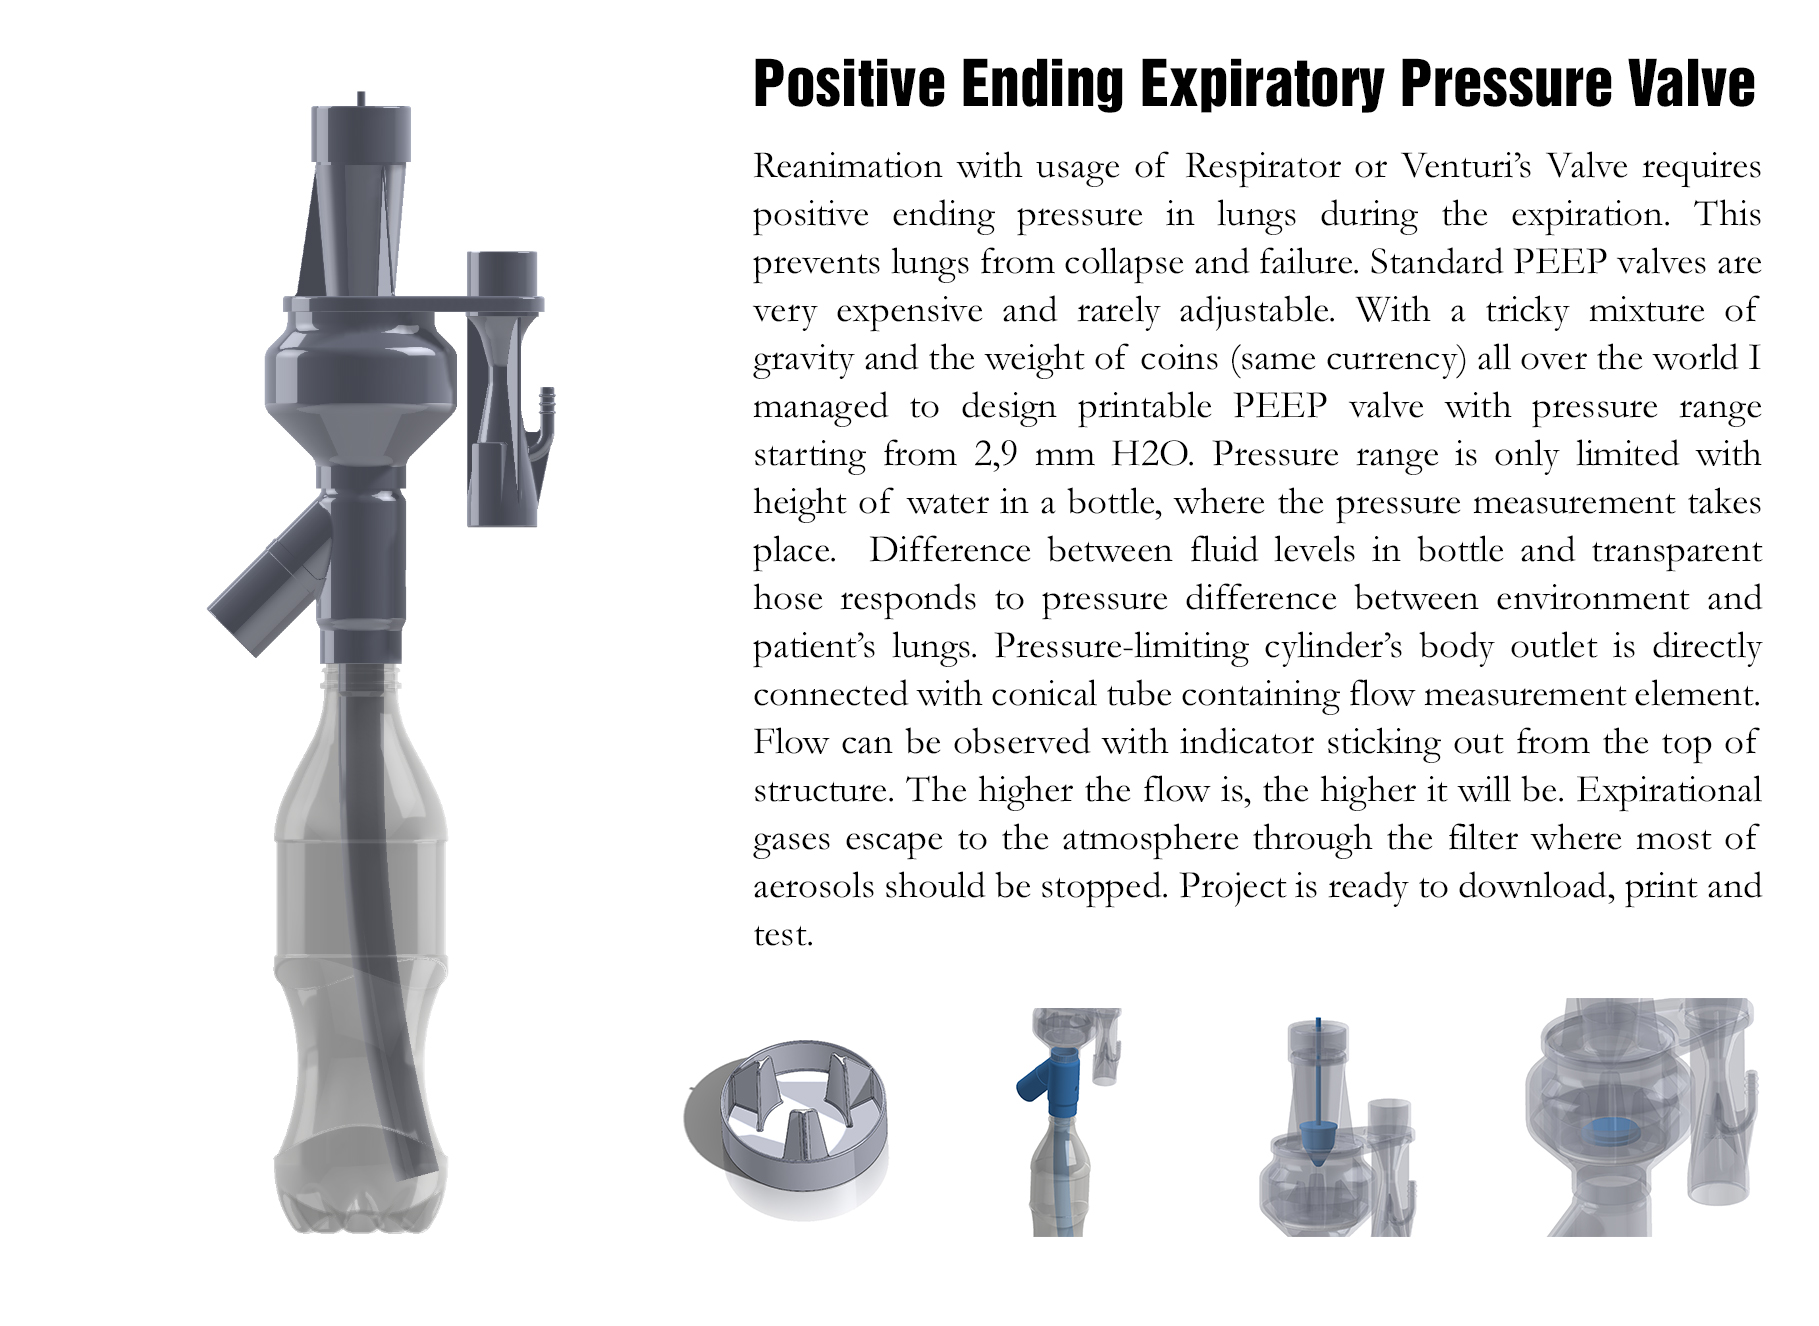 Positive Ending Expiratory Pressure Valve
Reanimation with usage of Respirator or Venturi’s Valve requires
positive ending pressure in lungs during the expiration. This
prevents lungs from collapse and failure. Standard PEEP valves are
very expensive and rarely adjustable. With a tricky mixture of
gravity and the weight of coins (same currency) all over the world I
managed to design printable PEEP valve with pressure range
starting from 2,9 mm H2O. Pressure range is only limited with
height of water in a bottle, where the pressure measurement takes
place. Difference between fluid levels in bottle and transparent
hose responds to pressure difference between environment and
patient’s lungs. Pressure-limiting cylinder’s body outlet is directly
connected with conical tube containing flow measurement element.
Flow can be observed with indicator sticking out from the top of
structure. The higher the flow is, the higher it will be. Expirational
gases escape to the atmosphere through the filter where most of
aerosols should be stopped. Project is ready to download, print and
test.